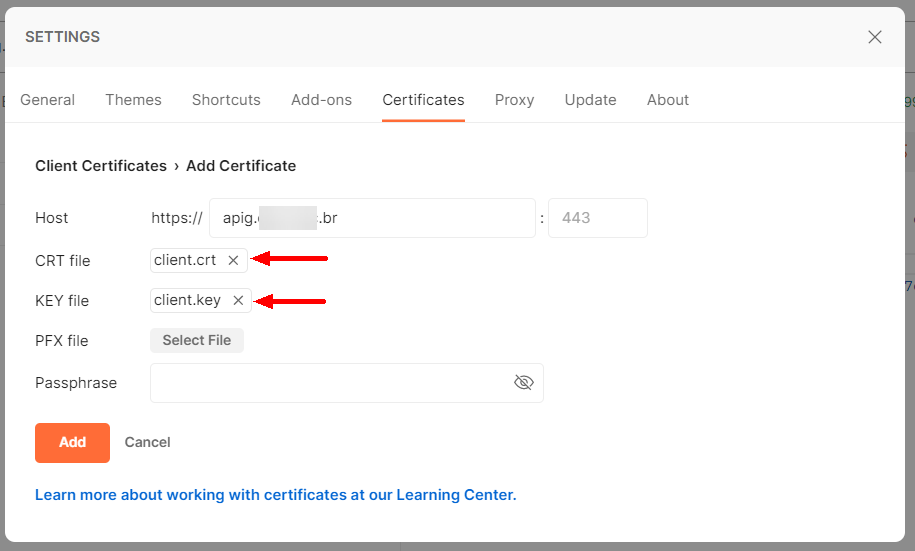 SETTINGS
General Themes Shortcuts Add-ons Certificates Proxy Update About
Client Certificates › Add Certificate
Host https:// apig. .br : 443
CRT file client.crt
KEY file client.key
PFX file Select File
Passphrase
Add Cancel
Learn more about working with certificates at our Learning Center.